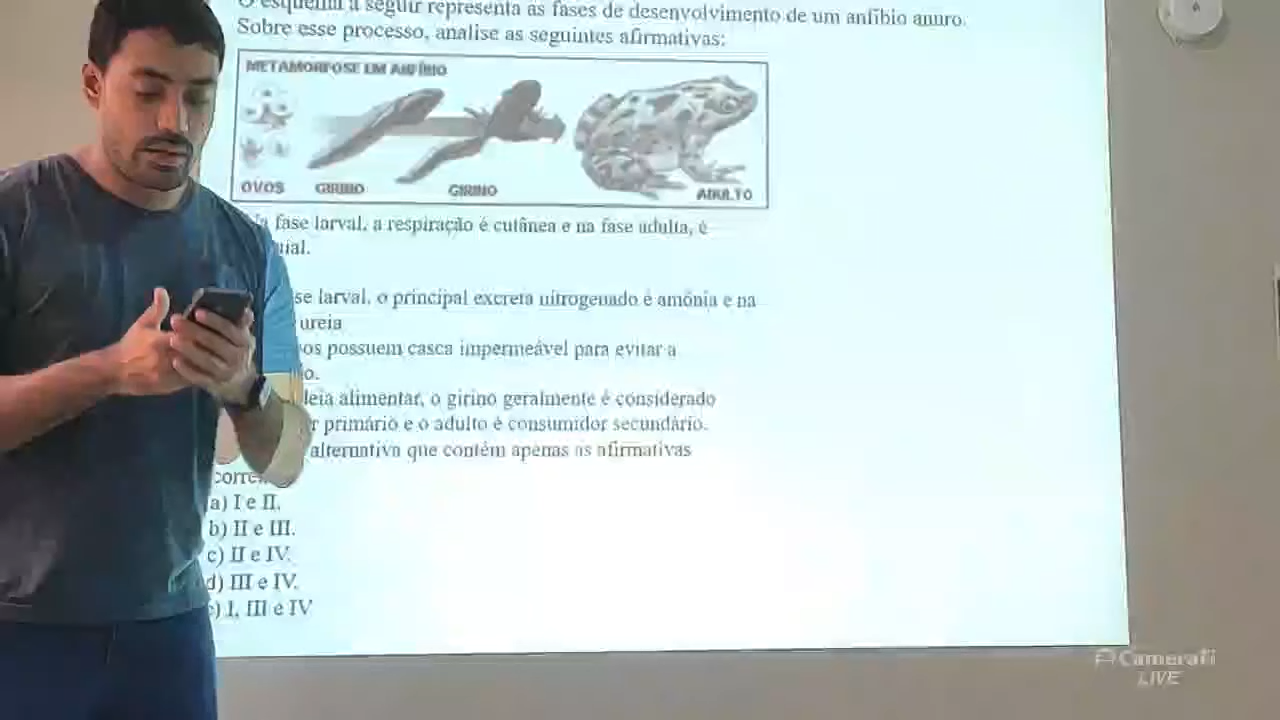 O esquema a seguir representa as fases de desenvolvimento de um anfíbio anuro.
Sobre esse processo, analise as seguintes afirmativas:
METAMORFOSE EM ANFÍBIO
OVOS GIRINO GIRINO ADULTO
fase larval, a respiração é cutânea e na fase adulta, é
se larval, o principal excreta nitrogenado é amônia e na
ureia
os possuem casca impermeável para evitar a
o.
deia alimentar, o girino geralmente é considerado
r primário e o adulto é consumidor secundário.
alternativa que contém apenas as afirmativas
corre
a) I e II.
b) II e III.
c) II e IV.
d) III e IV.
) I, III e IV
CameraFi
LIVE